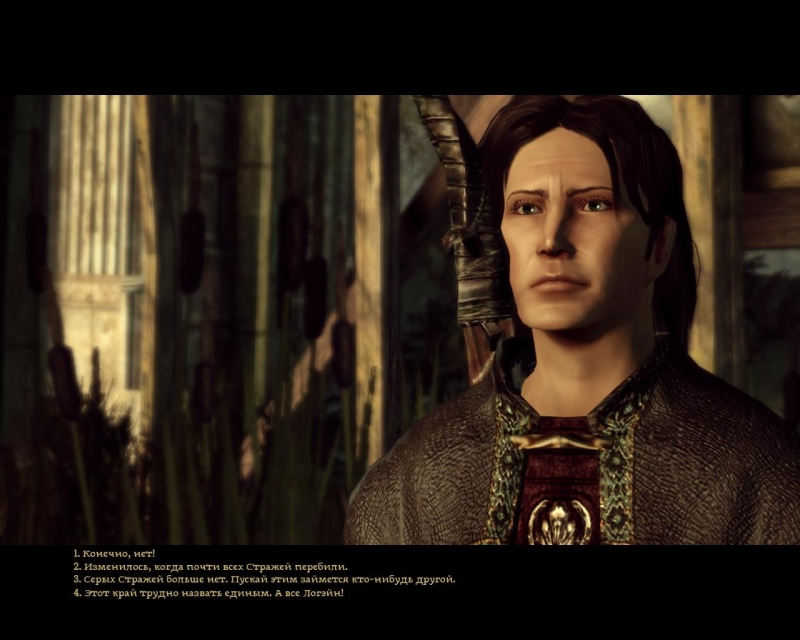 1. Конечно, нет!
2. Изменилось, когда почти всех Стражей перебили.
3. Серых Стражей больше нет. Пускай этим займется кто-нибудь другой.
4. Этот край трудно назвать единым. А все Логэйн!